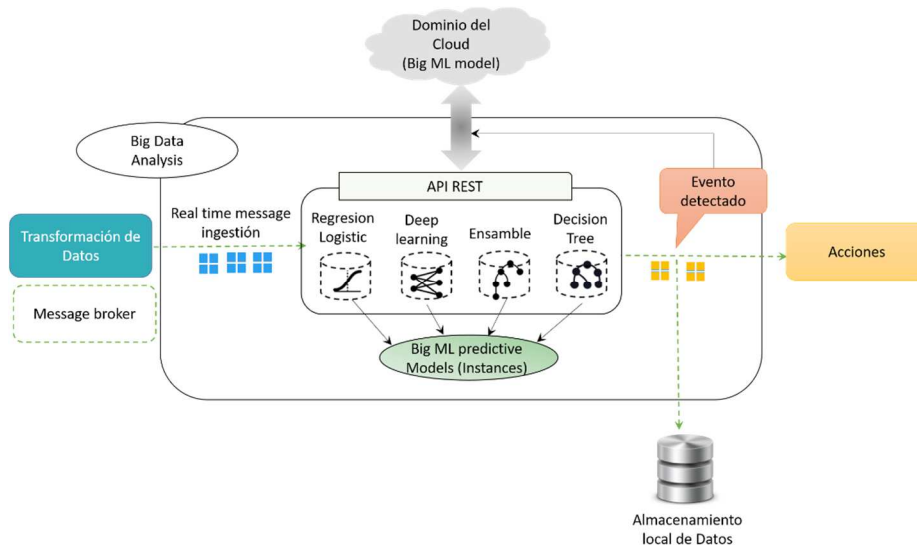 Dominio del
Cloud
(Big ML model)
Big Data
Analysis
API REST
Evento
detectado
Real time message
ingestión
Regresion
Logistic
Deep
learning
Ensamble
Decision
Tree
Transformación de
Datos
Acciones
Message broker
Big ML predictive
Models (Instances)
Almacenamiento
local de Datos